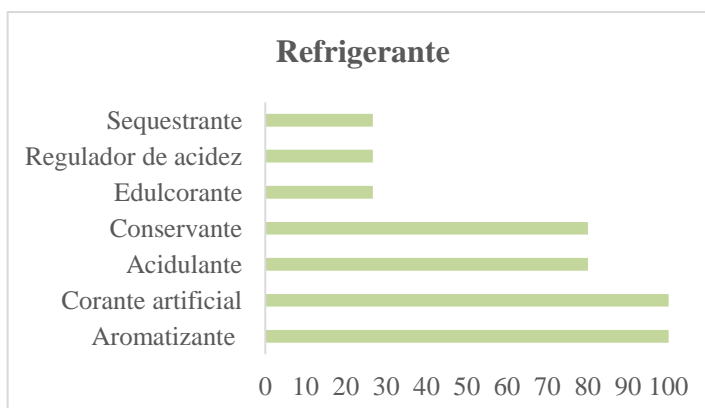 Refrigerante
Sequestrante
Regulador de acidez
Edulcorante
Conservante
Acidulante
Corante artificial
Aromatizante
0 10 20 30 40 50 60 70 80 90 100